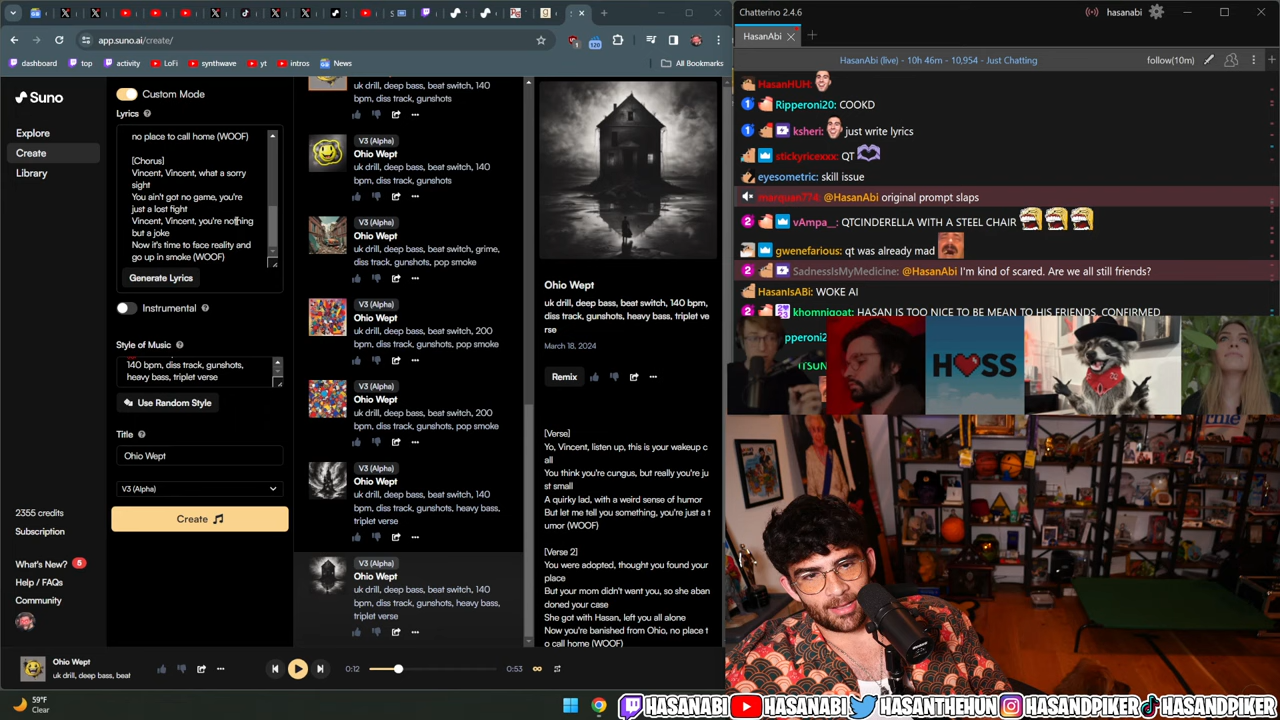 app.suno.ai/create/
120
dashboard
top
activity
LoFi
synthwave
yt
intros
News
All Bookmarks
Suno
Explore
Create
Library
2355 credits
Subscription
What's New?
5
Help / FAQs
Community
Custom Mode
Lyrics
no place to call home (WOOF)
[Chorus]
Vincent, Vincent, what a sorry
sight
You ain't got no game, you're
just a lost fight
Vincent, Vincent, you're nothing
but a joke
Now it's time to face reality and
go up in smoke (WOOF)
Generate Lyrics
Instrumental
Style of Music
140 bpm, diss track, gunshots,
heavy bass, triplet verse
Use Random Style
Title
Ohio Wept
V3 (Alpha)
Create
uk drill, deep bass, beat switch, 140
bpm, diss track, gunshots
V3 (Alpha)
Ohio Wept
uk drill, deep bass, beat switch, 140
bpm, diss track, gunshots
V3 (Alpha)
Ohio Wept
uk drill, deep bass, beat switch, grime,
diss track, gunshots, pop smoke
V3 (Alpha)
Ohio Wept
uk drill, deep bass, beat switch, 200
bpm, diss track, gunshots, pop smoke
V3 (Alpha)
Ohio Wept
uk drill, deep bass, beat switch, 200
bpm, diss track, gunshots, pop smoke
V3 (Alpha)
Ohio Wept
uk drill, deep bass, beat switch, 140
bpm, diss track, gunshots, heavy bass,
triplet verse
V3 (Alpha)
Ohio Wept
uk drill, deep bass, beat switch, 140
bpm, diss track, gunshots, heavy bass,
triplet verse
Ohio Wept
uk drill, deep bass, beat switch, 140 bpm,
diss track, gunshots, heavy bass, triplet ve
rse
March 18, 2024
Remix
[Verse]
Yo, Vincent, listen up, this is your wakeup c
all
You think you're cungus, but really you're ju
st small
A quirky lad, with a weird sense of humor
But let me tell you something, you're just a t
umor (WOOF)
[Verse 2]
You were adopted, thought you found your
place
But your mom didn't want you, so she aban
doned your case
She got with Hasan, left you all alone
Now you're banished from Ohio, no place t
o call home (WOOF)
Ohio Wept
uk drill, deep bass, beat
0:12
0:53
59°F
Clear
Chatterino 2.4.6
hasanabi
HasanAbi
HasanAbi (live) - 10h 46m - 10,954 - Just Chatting
follow(10m)
HasanHUH:
Ripperoni20: COOKD
ksheri: just write lyrics
stickyricexxx: QT
eyesometric: skill issue
marquan774: @HasanAbi original prompt slaps
vAmpa__: QTCINDERELLA WITH A STEEL CHAIR
gwenefarious: qt was already mad
SadnessIsMyMedicine: @HasanAbi I'm kind of scared. Are we all still friends?
HasanIsABi: WOKE AI
khomnigoat: HASAN IS TOO NICE TO BE MEAN TO HIS FRIENDS, CONFIRMED
H SS
HASANABI
HASANABI
HASANTHEHUN
HASANDPIKER
HASANDPIKER